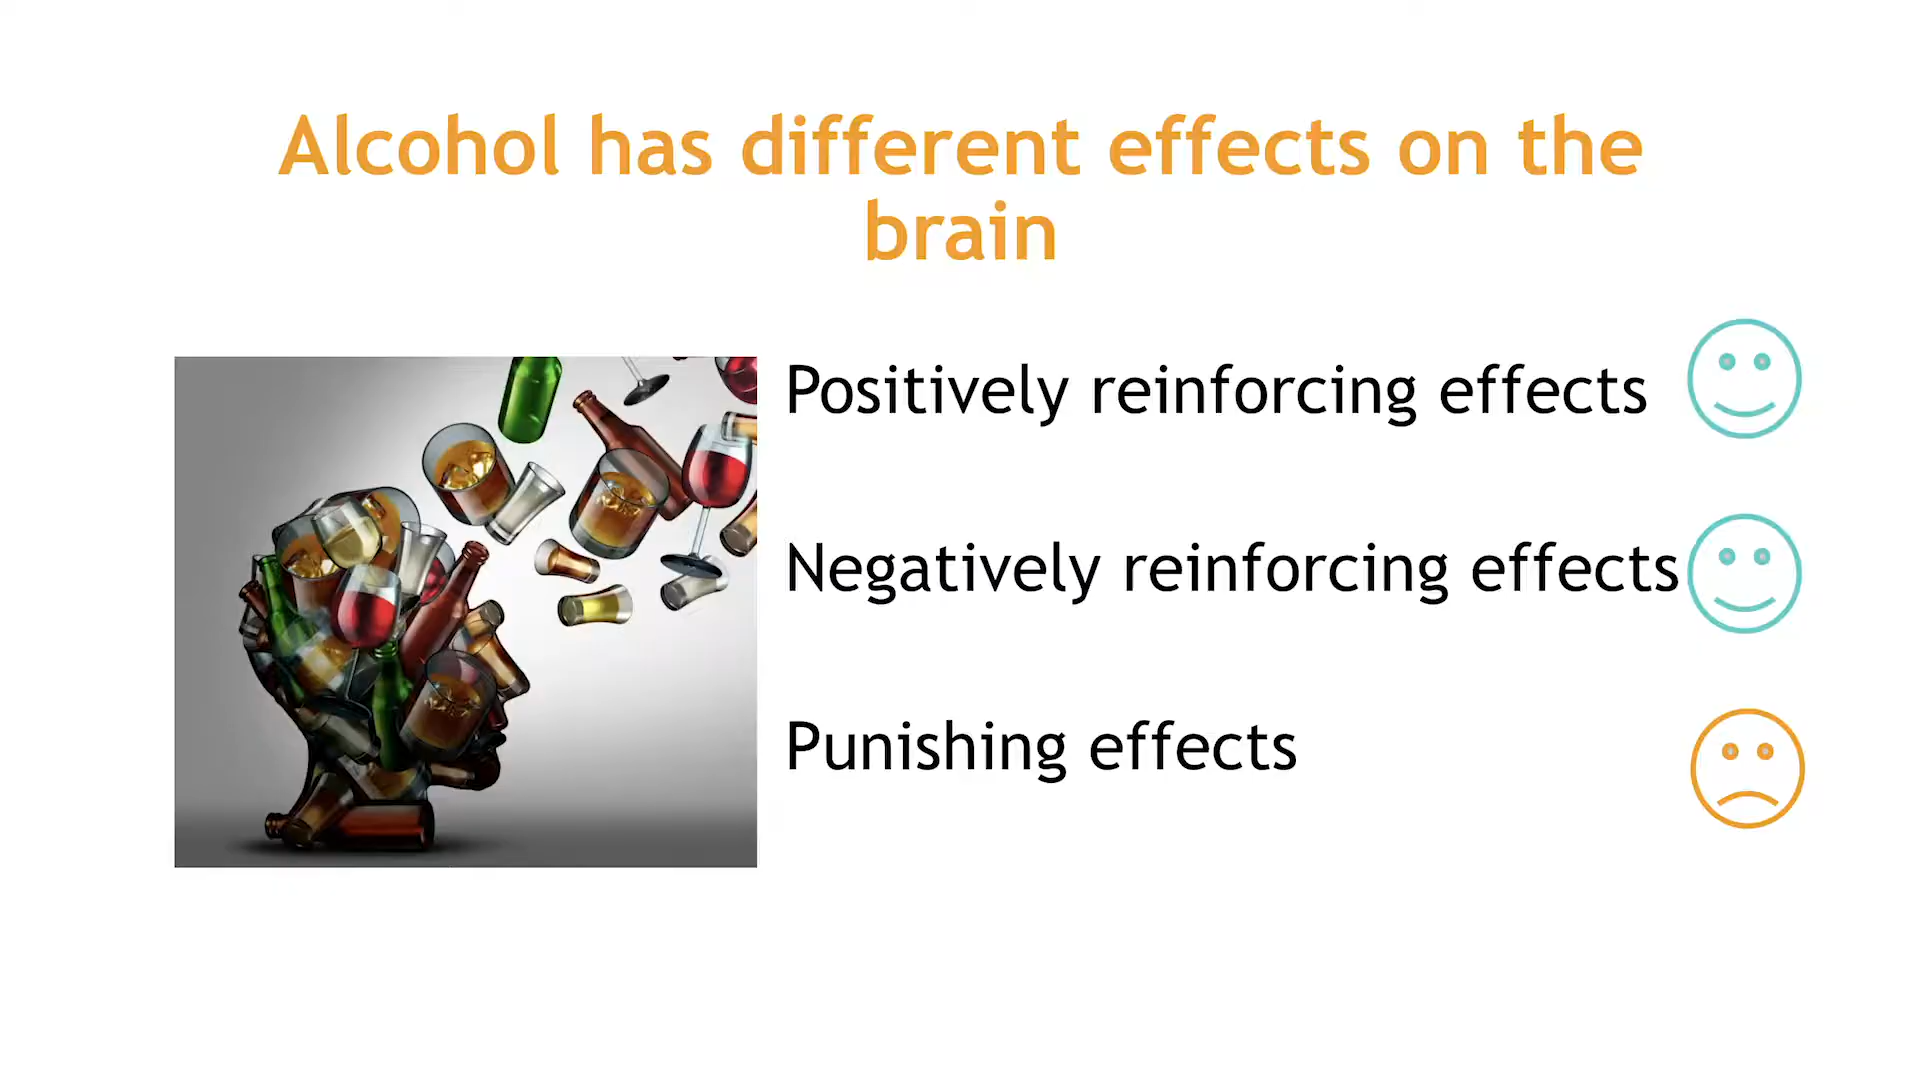 Alcohol has different effects on the
brain
Positively reinforcing effects
Negatively reinforcing effects
Punishing effects